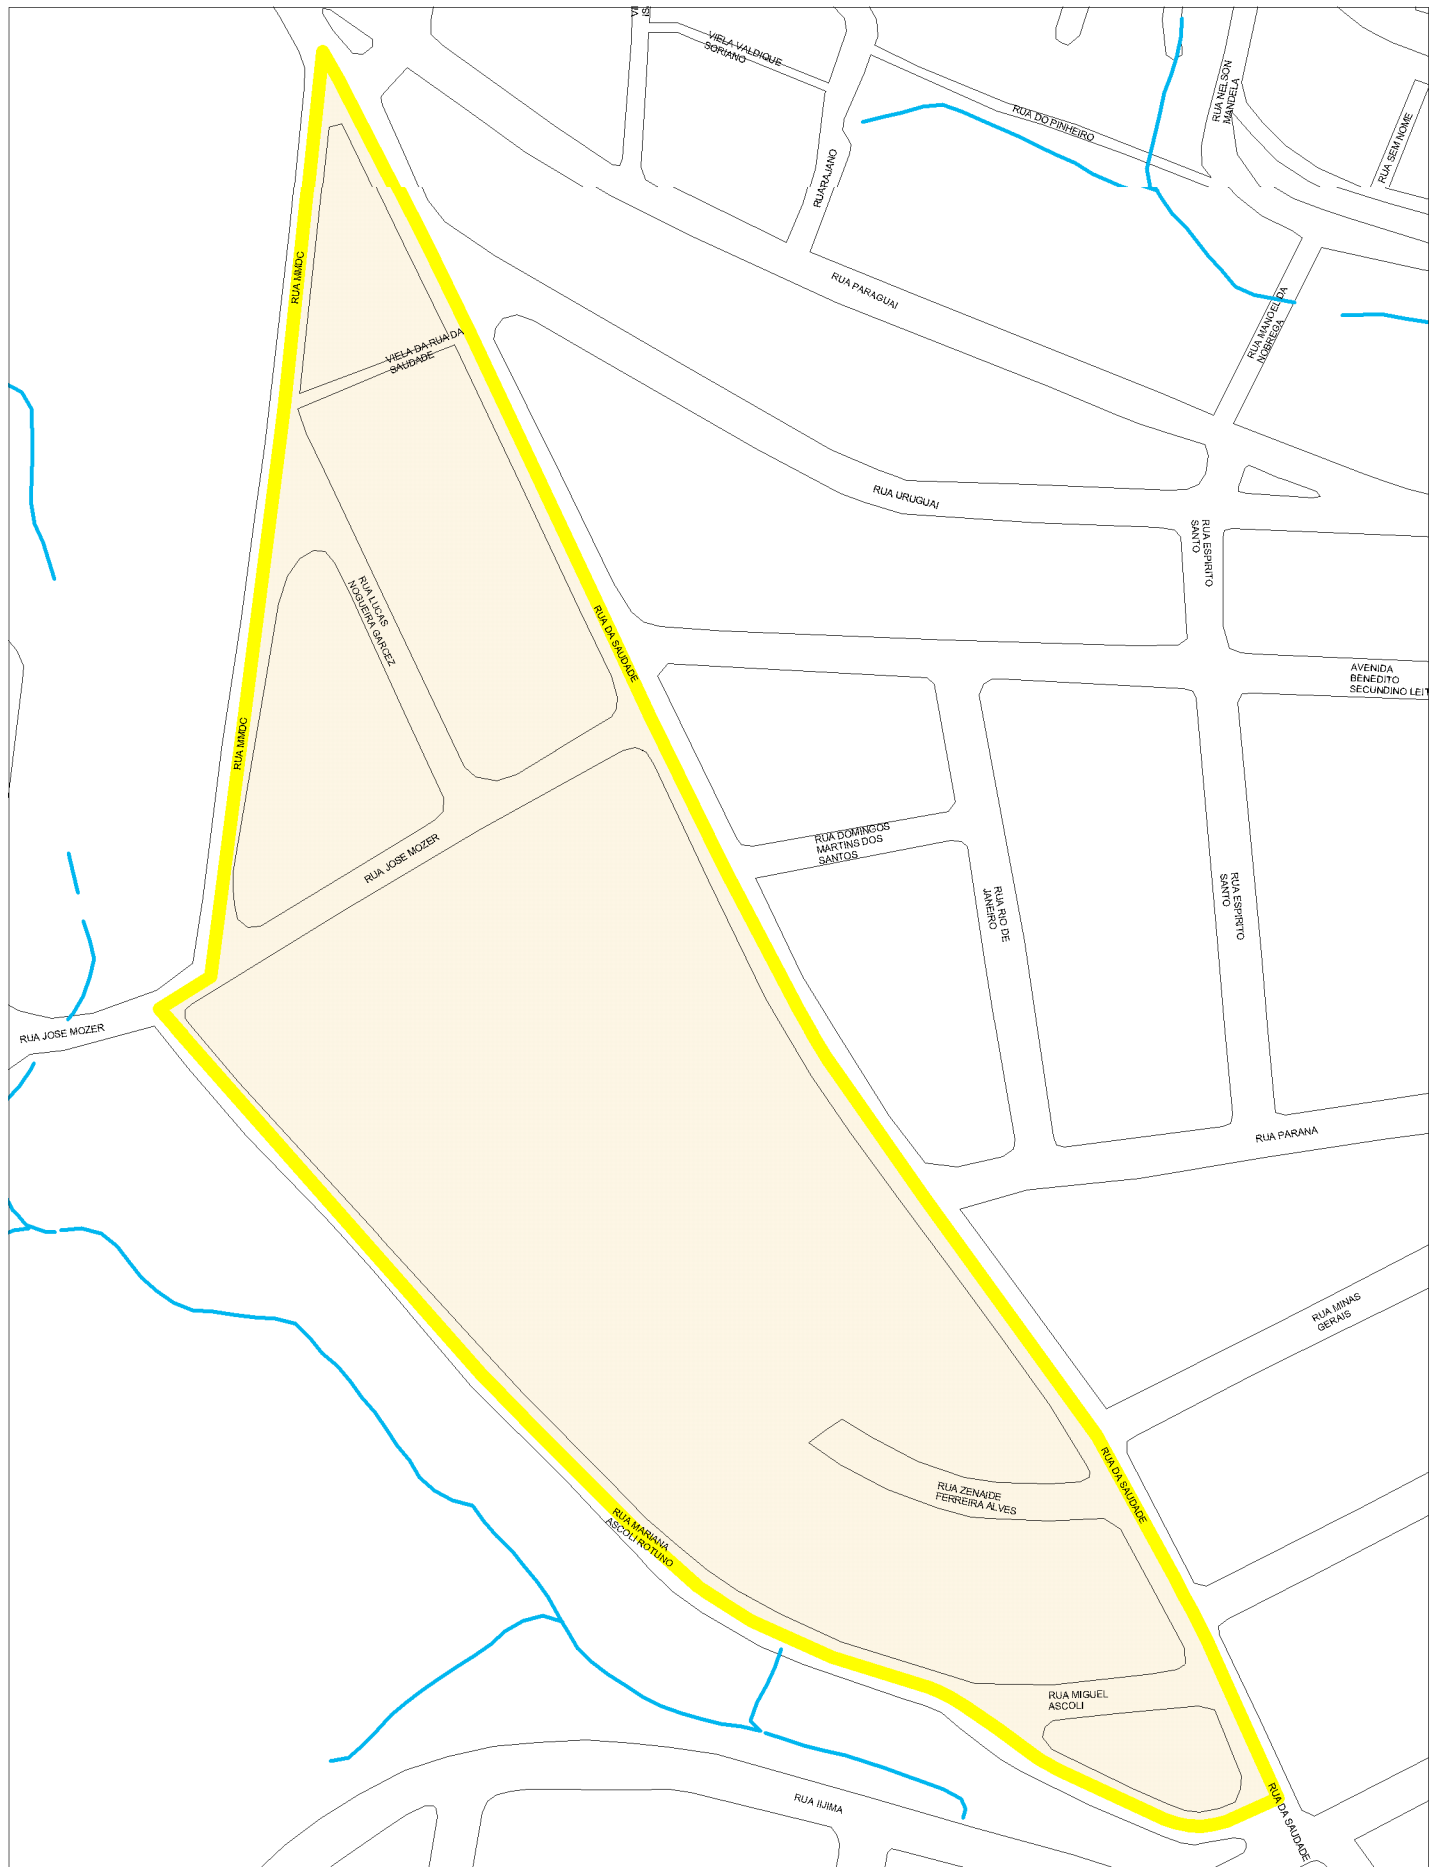 VIELA VALDIQUE
SORIANO
RUA NELSON
MANDELA
RUA DO PINHEIRO
RUA SEM NOME
RUARAJANO
RUA MMDC
RUA PARAGUAI
RUA MANOEL DA
NOBREGA
VIELA DA RUA DA
SAUDADE
RUA URUGUAI
RUA ESPIRITO
SANTO
RUA LUCAS
NOGUEIRA GARCEZ
RUA DA SAUDADE
AVENIDA
BENEDITO
SECUNDINO LEIT
RUA MMDC
RUA DOMINGOS
MARTINS DOS
SANTOS
RUA JOSE MOZER
RUA RIO DE
JANEIRO
RUA ESPIRITO
SANTO
RUA JOSE MOZER
RUA PARANA
RUA MINAS
GERAIS
RUA DA SAUDADE
RUA ZENAIDE
FERREIRA ALVES
RUA MARIANA
ASCOLI ROTUNO
RUA MIGUEL
ASCOLI
RUA IIJIMA
RUA DA SAUDADE